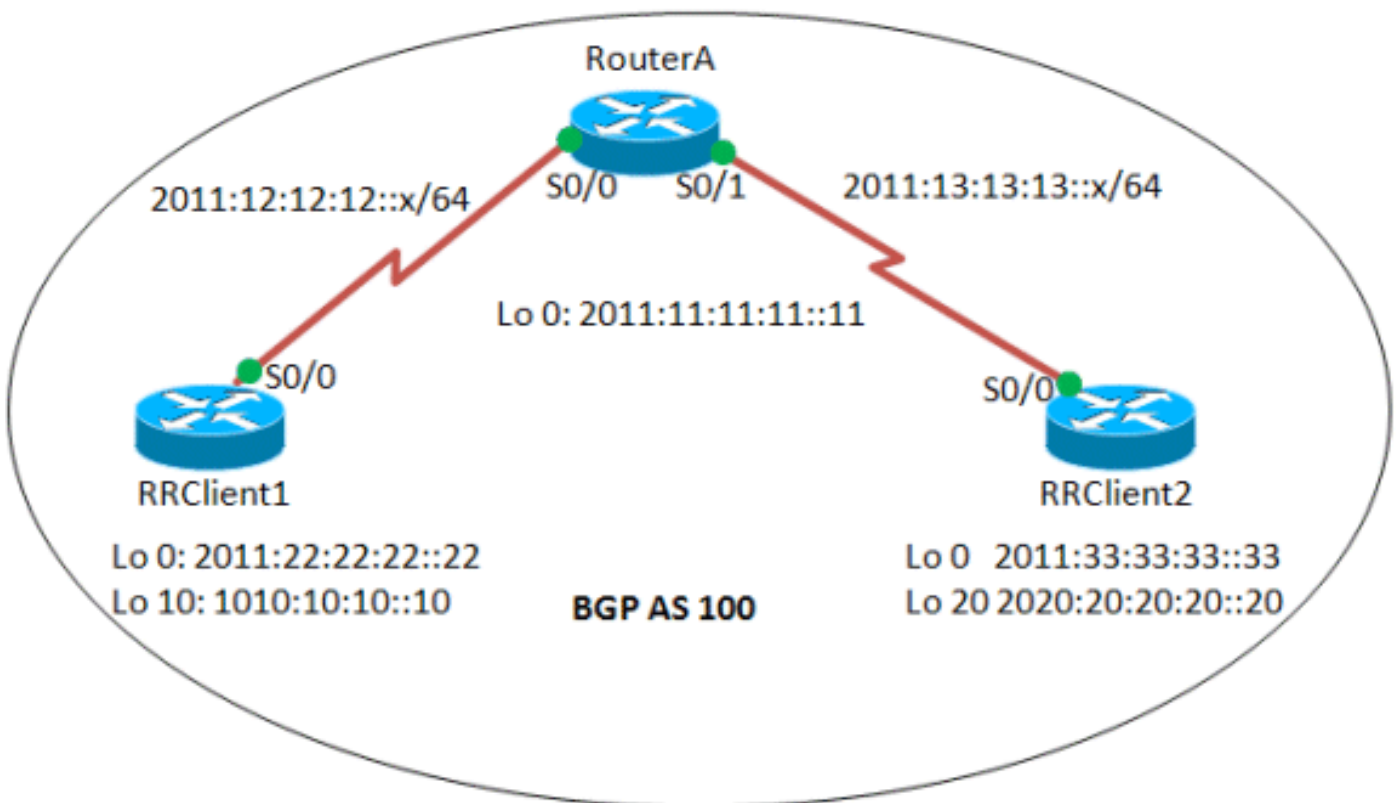 RouterA
2011:12:12:12::x/64
S0/0
S0/1
2011:13:13:13::x/64
Lo 0: 2011:11:11:11::11
S0/0
S0/0
RRClient1
RRClient2
Lo 0: 2011:22:22:22::22
Lo 10: 1010:10:10::10
BGP AS 100
Lo 0 2011:33:33:33::33
Lo 20 2020:20:20:20::20